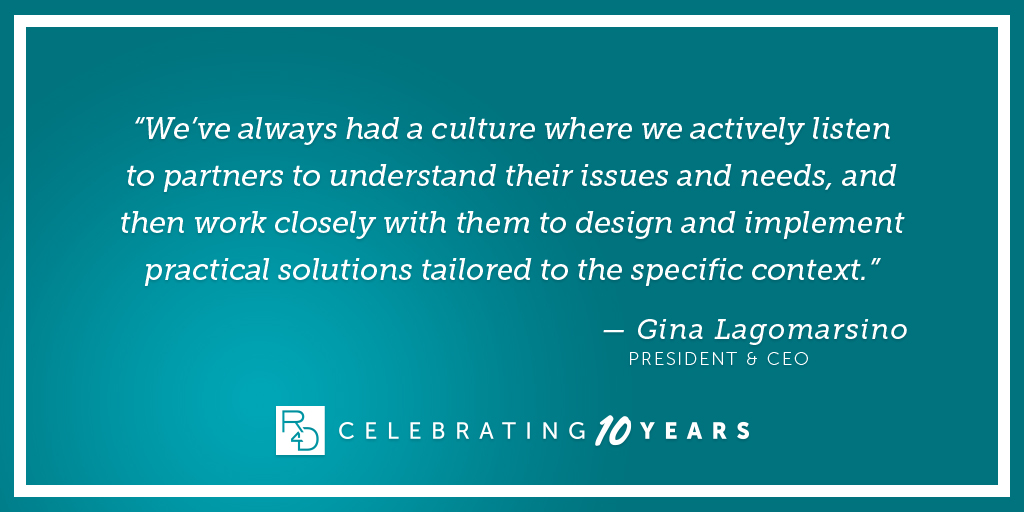 “We’ve always had a culture where we actively listen
to partners to understand their issues and needs, and
then work closely with them to design and implement
practical solutions tailored to the specific context.”
— Gina Lagomarsino
PRESIDENT & CEO
R4D CELEBRATING 10 YEARS